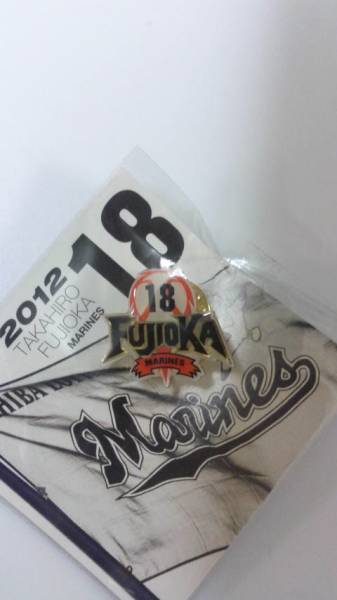 2012
TAKAHIRO
FUJIOKA
MARINES
18
18
FUJIOKA
MARINES
Marines